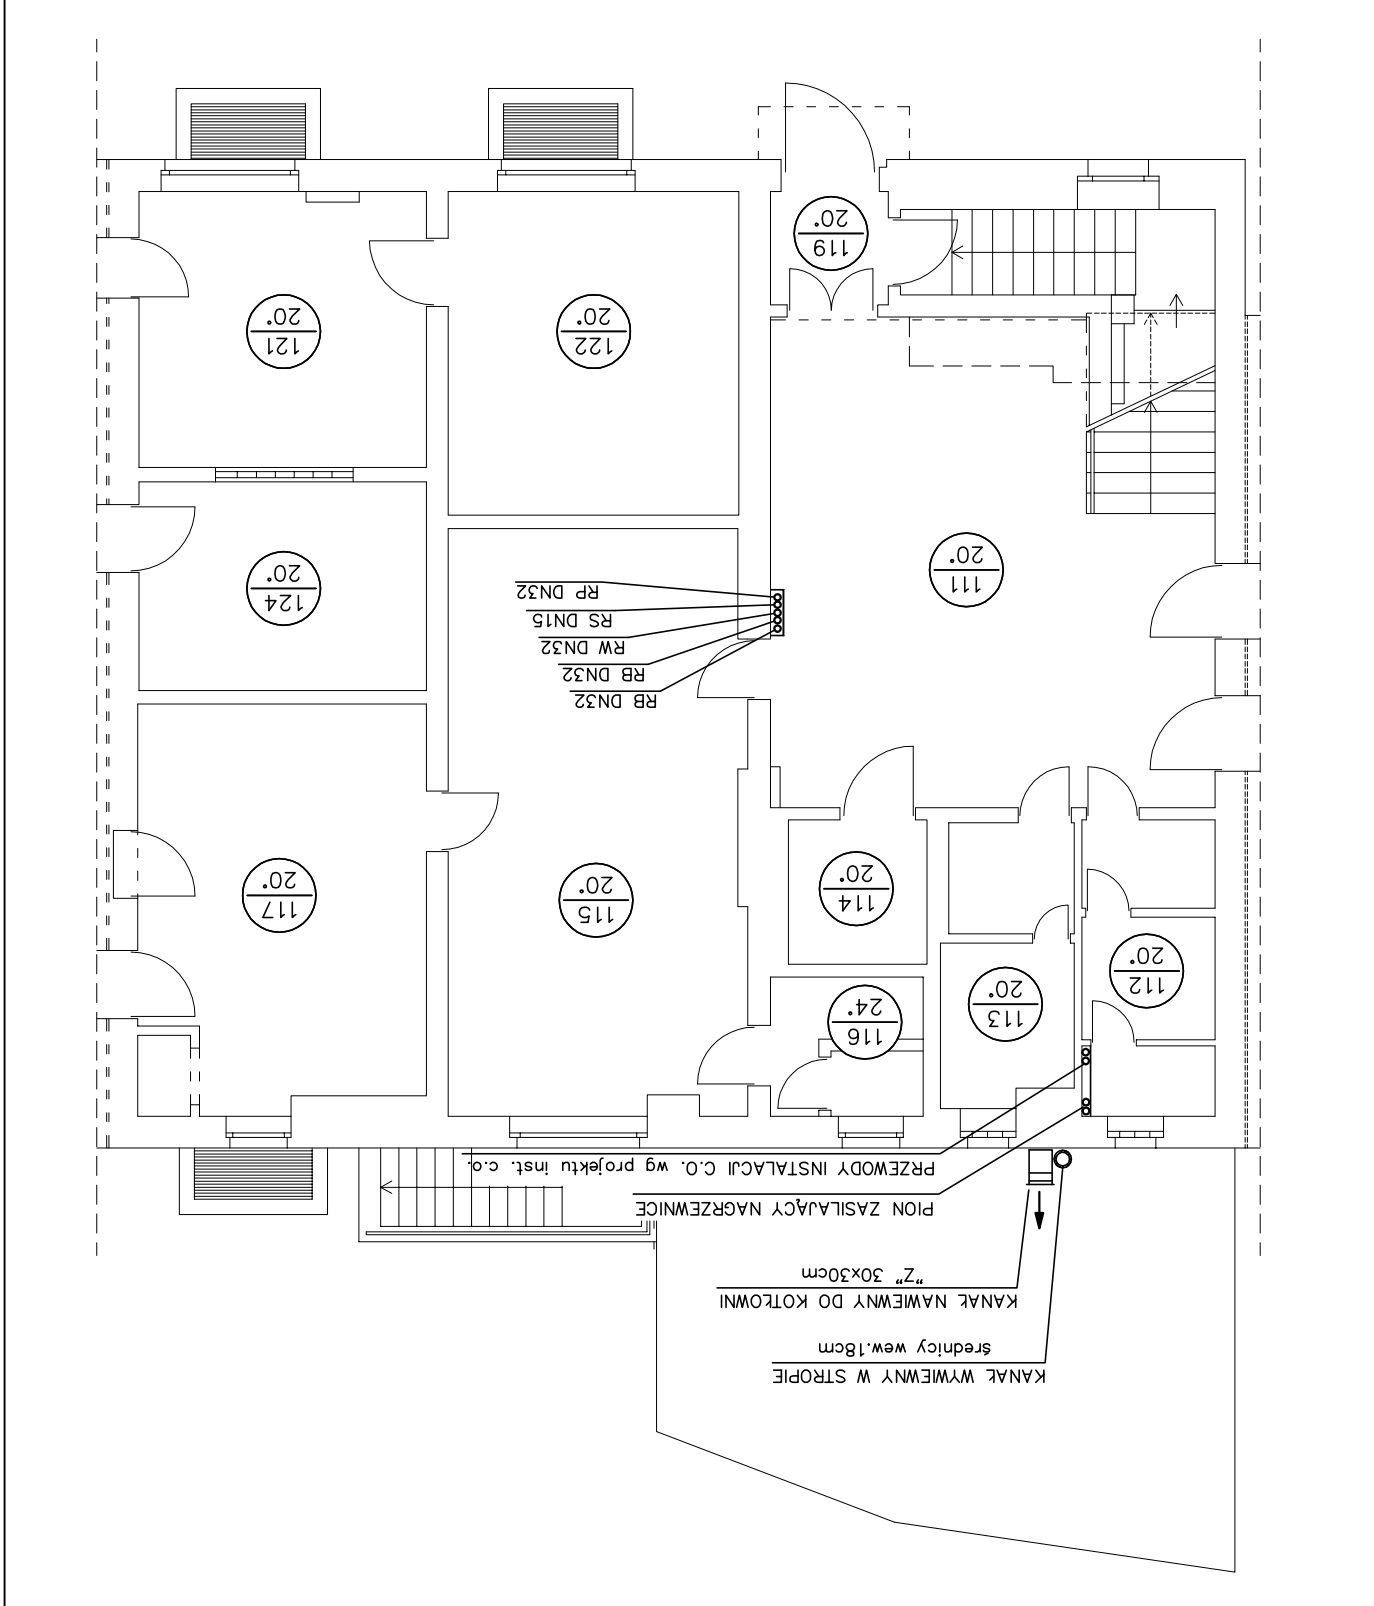 KANAŁ WYWIEWNY W STROPIE
średnicy wew.18cm
KANAŁ NAWIEWNY DO KOTŁOWNI
"Z" 30x30cm
PION ZASILAJĄCY NAGRZEWNICE
PRZEWODY INSTALACJI C.O. wg projektu inst. c.o.
112
20°
113
20°
116
24°
114
20°
115
20°
117
20°
RB DN32
RB DN32
RW DN32
RS DN15
RP DN32
111
20°
124
20°
122
20°
121
20°
119
20°